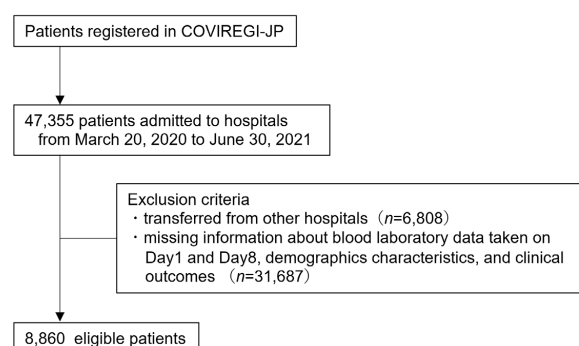 Patients registered in COVIREGI-JP
47,355 patients admitted to hospitals
from March 20, 2020 to June 30, 2021
Exclusion criteria
・transferred from other hospitals（n=6,808）
・missing information about blood laboratory data taken on
Day1 and Day8, demographics characteristics, and clinical
outcomes （n=31,687）
8,860 eligible patients